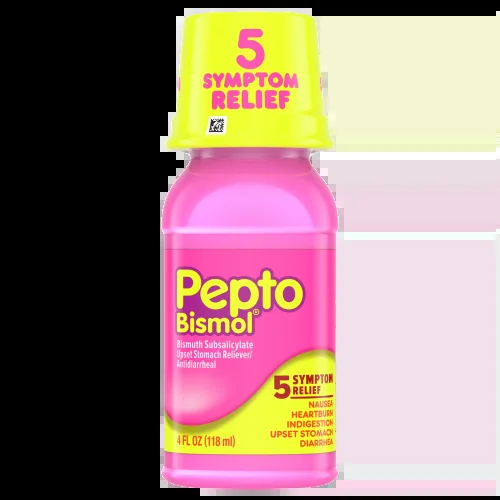 5
SYMPTOM
RELIEF
Pepto
Bismol®
Bismuth Subsalicylate
Upset Stomach Reliever/
Antidiarrheal
5 SYMPTOM
RELIEF
NAUSEA
HEARTBURN
INDIGESTION
UPSET STOMACH
DIARRHEA
4 FL OZ (118 ml)